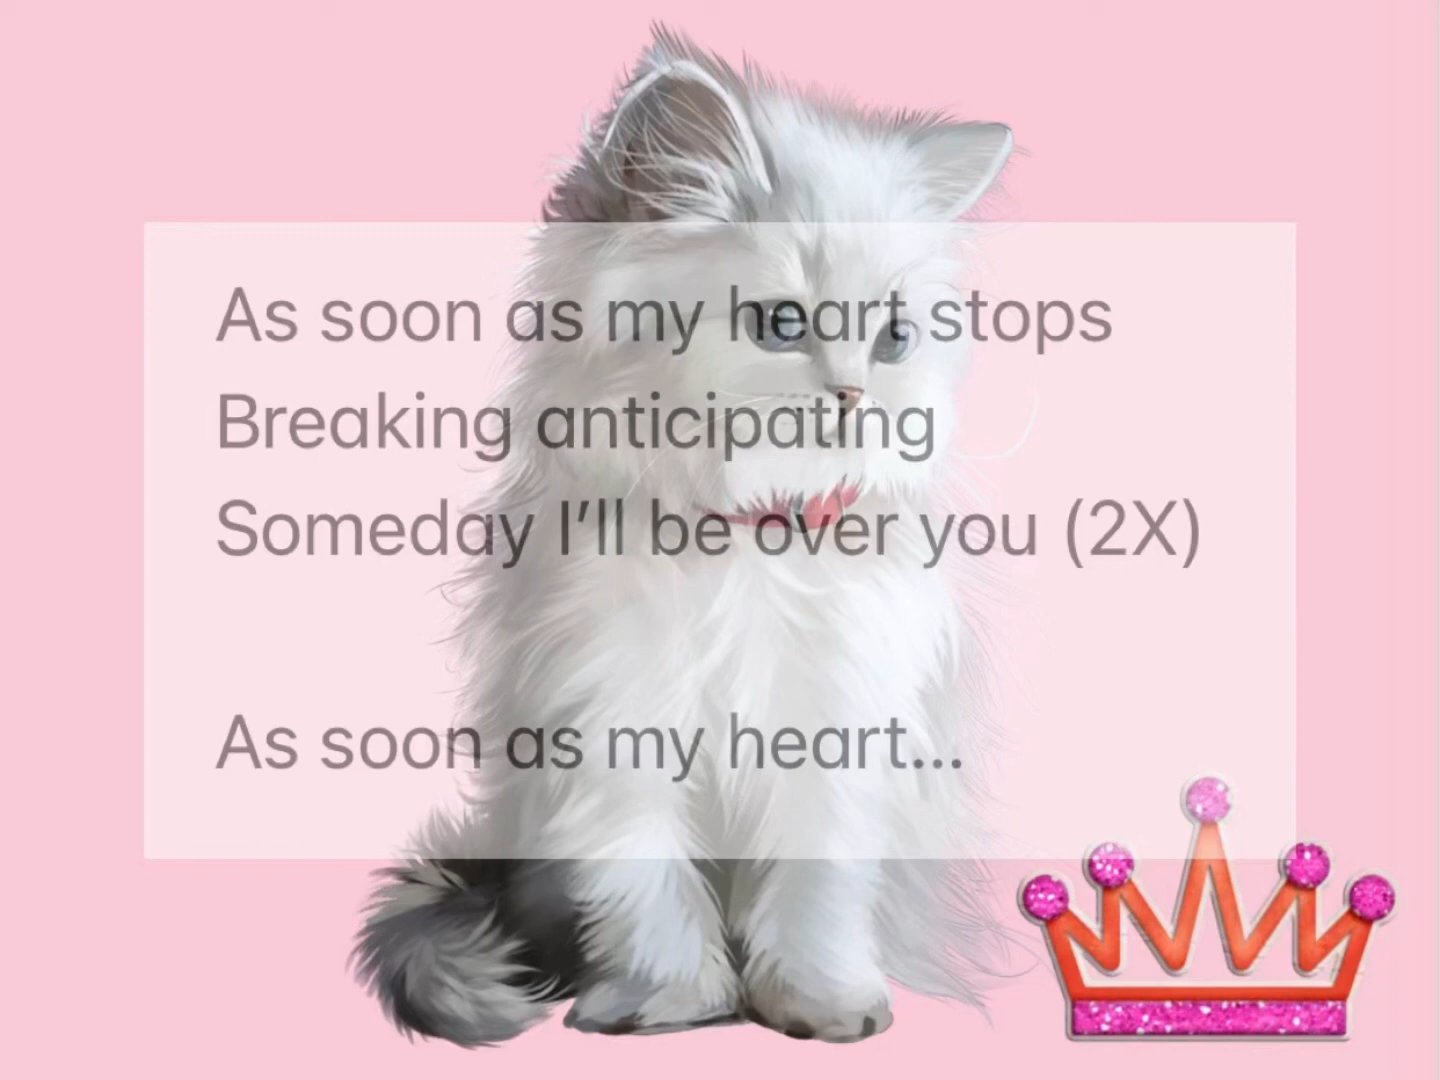 As soon as my heart stops
Breaking anticipating
Someday I’ll be over you (2X)
As soon as my heart...